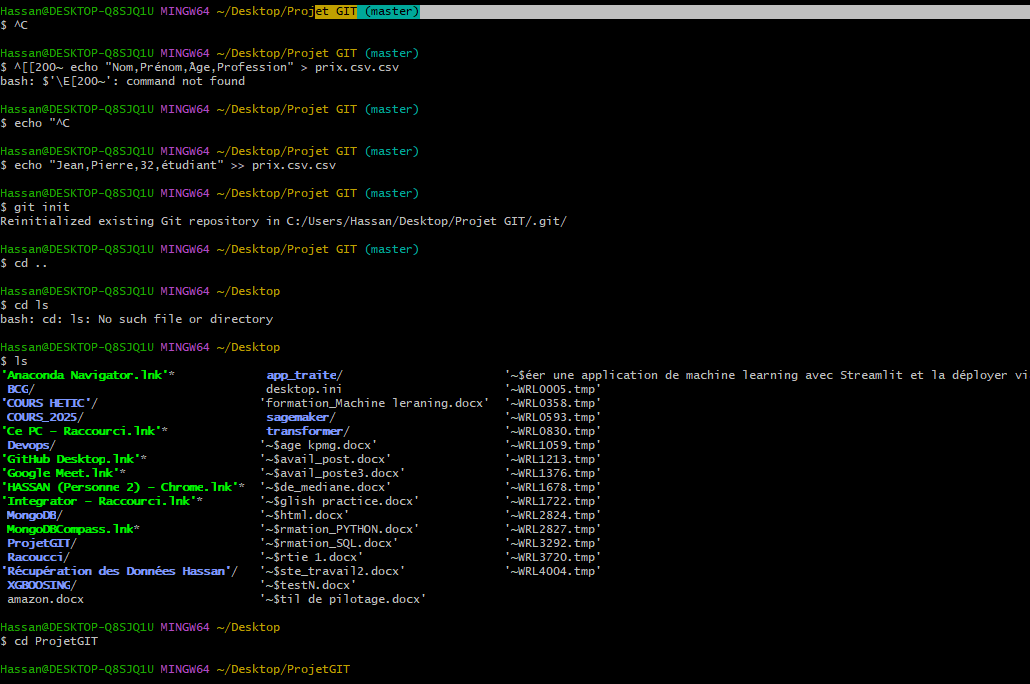 Hassan@DESKTOP-Q8SJQ1U MINGW64 ~/Desktop/Projet GIT (master)
$ ^C
Hassan@DESKTOP-Q8SJQ1U MINGW64 ~/Desktop/Projet GIT (master)
$ ^[[200~ echo "Nom,Prénom,Âge,Profession" > prix.csv.csv
bash: $'\E[200~': command not found
Hassan@DESKTOP-Q8SJQ1U MINGW64 ~/Desktop/Projet GIT (master)
$ echo "^C
Hassan@DESKTOP-Q8SJQ1U MINGW64 ~/Desktop/Projet GIT (master)
$ echo "Jean,Pierre,32,étudiant" >> prix.csv.csv
Hassan@DESKTOP-Q8SJQ1U MINGW64 ~/Desktop/Projet GIT (master)
$ git init
Reinitialized existing Git repository in C:/Users/Hassan/Desktop/Projet GIT/.git/
Hassan@DESKTOP-Q8SJQ1U MINGW64 ~/Desktop/Projet GIT (master)
$ cd ..
Hassan@DESKTOP-Q8SJQ1U MINGW64 ~/Desktop
$ cd ls
bash: cd: ls: No such file or directory
Hassan@DESKTOP-Q8SJQ1U MINGW64 ~/Desktop
$ ls
'Anaconda Navigator.lnk'* app_traite/ '~$éer une application de machine learning avec Streamlit et la déployer vi
BCG/ desktop.ini '~WRL0005.tmp'
'COURS HETIC'/ 'formation_Machine leraning.docx' '~WRL0358.tmp'
COURS_2025/ sagemaker/ '~WRL0593.tmp'
'Ce PC - Raccourci.lnk'* transformer/ '~WRL0830.tmp'
Devops/ '~$age kpmg.docx' '~WRL1059.tmp'
'GitHub Desktop.lnk'* '~$avail_post.docx' '~WRL1213.tmp'
'Google Meet.lnk'* '~$avail_poste3.docx' '~WRL1376.tmp'
'HASSAN (Personne 2) - Chrome.lnk'* '~$de_mediane.docx' '~WRL1678.tmp'
'Integrator - Raccourci.lnk'* '~$glish practice.docx' '~WRL1722.tmp'
MongoDB/ '~$html.docx' '~WRL2824.tmp'
MongoDBCompass.lnk* '~$rmation_PYTHON.docx' '~WRL2827.tmp'
ProjetGIT/ '~$rmation_SQL.docx' '~WRL3292.tmp'
Racoucci/ '~$rtie 1.docx' '~WRL3720.tmp'
'Récupération des Données Hassan'/ '~$ste_travail2.docx' '~WRL4004.tmp'
XGBOOSING/ '~$testN.docx'
amazon.docx '~$til de pilotage.docx'
Hassan@DESKTOP-Q8SJQ1U MINGW64 ~/Desktop
$ cd ProjetGIT
Hassan@DESKTOP-Q8SJQ1U MINGW64 ~/Desktop/ProjetGIT